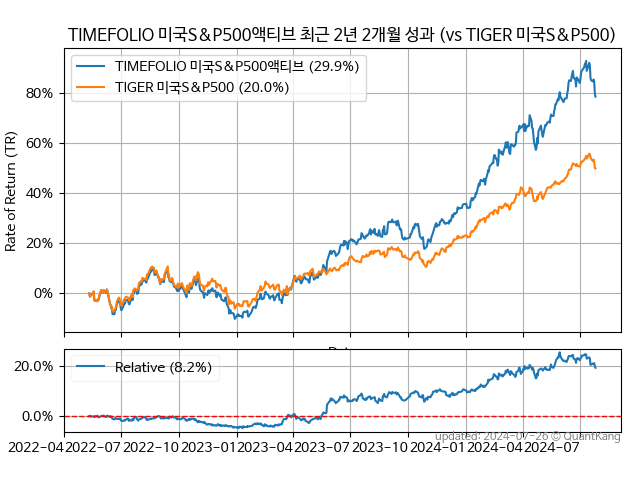 TIMEFOLIO 미국S&P500액티브 최근 2년 2개월 성과 (vs TIGER 미국S&P500)
TIMEFOLIO 미국S&P500액티브 (29.9%)
TIGER 미국S&P500 (20.0%)
Rate of Return (TR)
80%
60%
40%
20%
0%
Relative (8.2%)
20.0%
0.0%
2022-04 2022-07 2022-10 2023-01 2023-04 2023-07 2023-10 2024-01 2024-04 2024-07
updated: 2024-07-26 © QuantKang